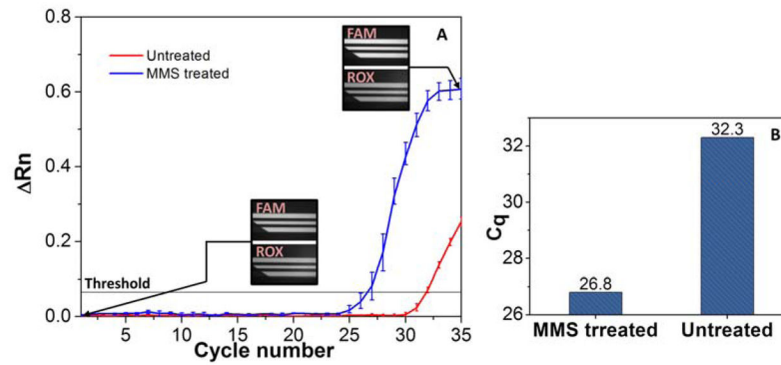 A
Untreated
MMS treated
FAM
ROX
FAM
ROX
Threshold
ΔRn
0.8
0.6
0.4
0.2
0.0
5 10 15 20 25 30 35
Cycle number
B
Cq
32
30
28
26
26.8
32.3
MMS trreated Untreated